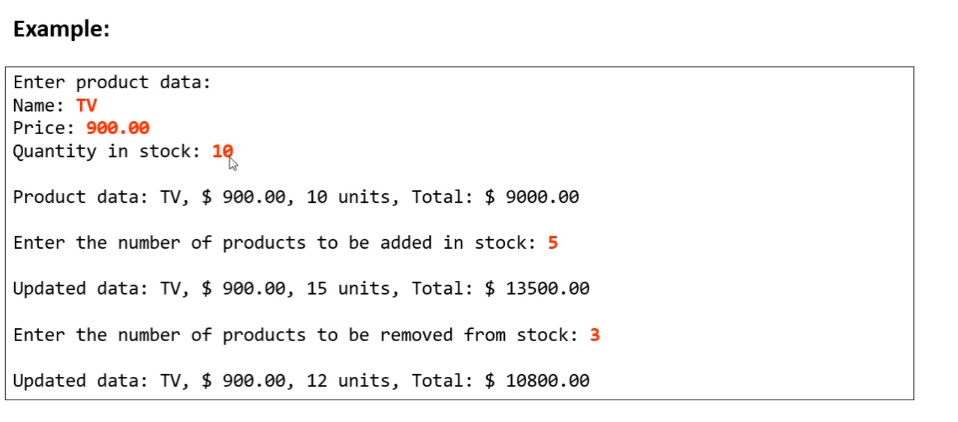 Example:
Enter product data:
Name: TV
Price: 900.00
Quantity in stock: 10
Product data: TV, $ 900.00, 10 units, Total: $ 9000.00
Enter the number of products to be added in stock: 5
Updated data: TV, $ 900.00, 15 units, Total: $ 13500.00
Enter the number of products to be removed from stock: 3
Updated data: TV, $ 900.00, 12 units, Total: $ 10800.00